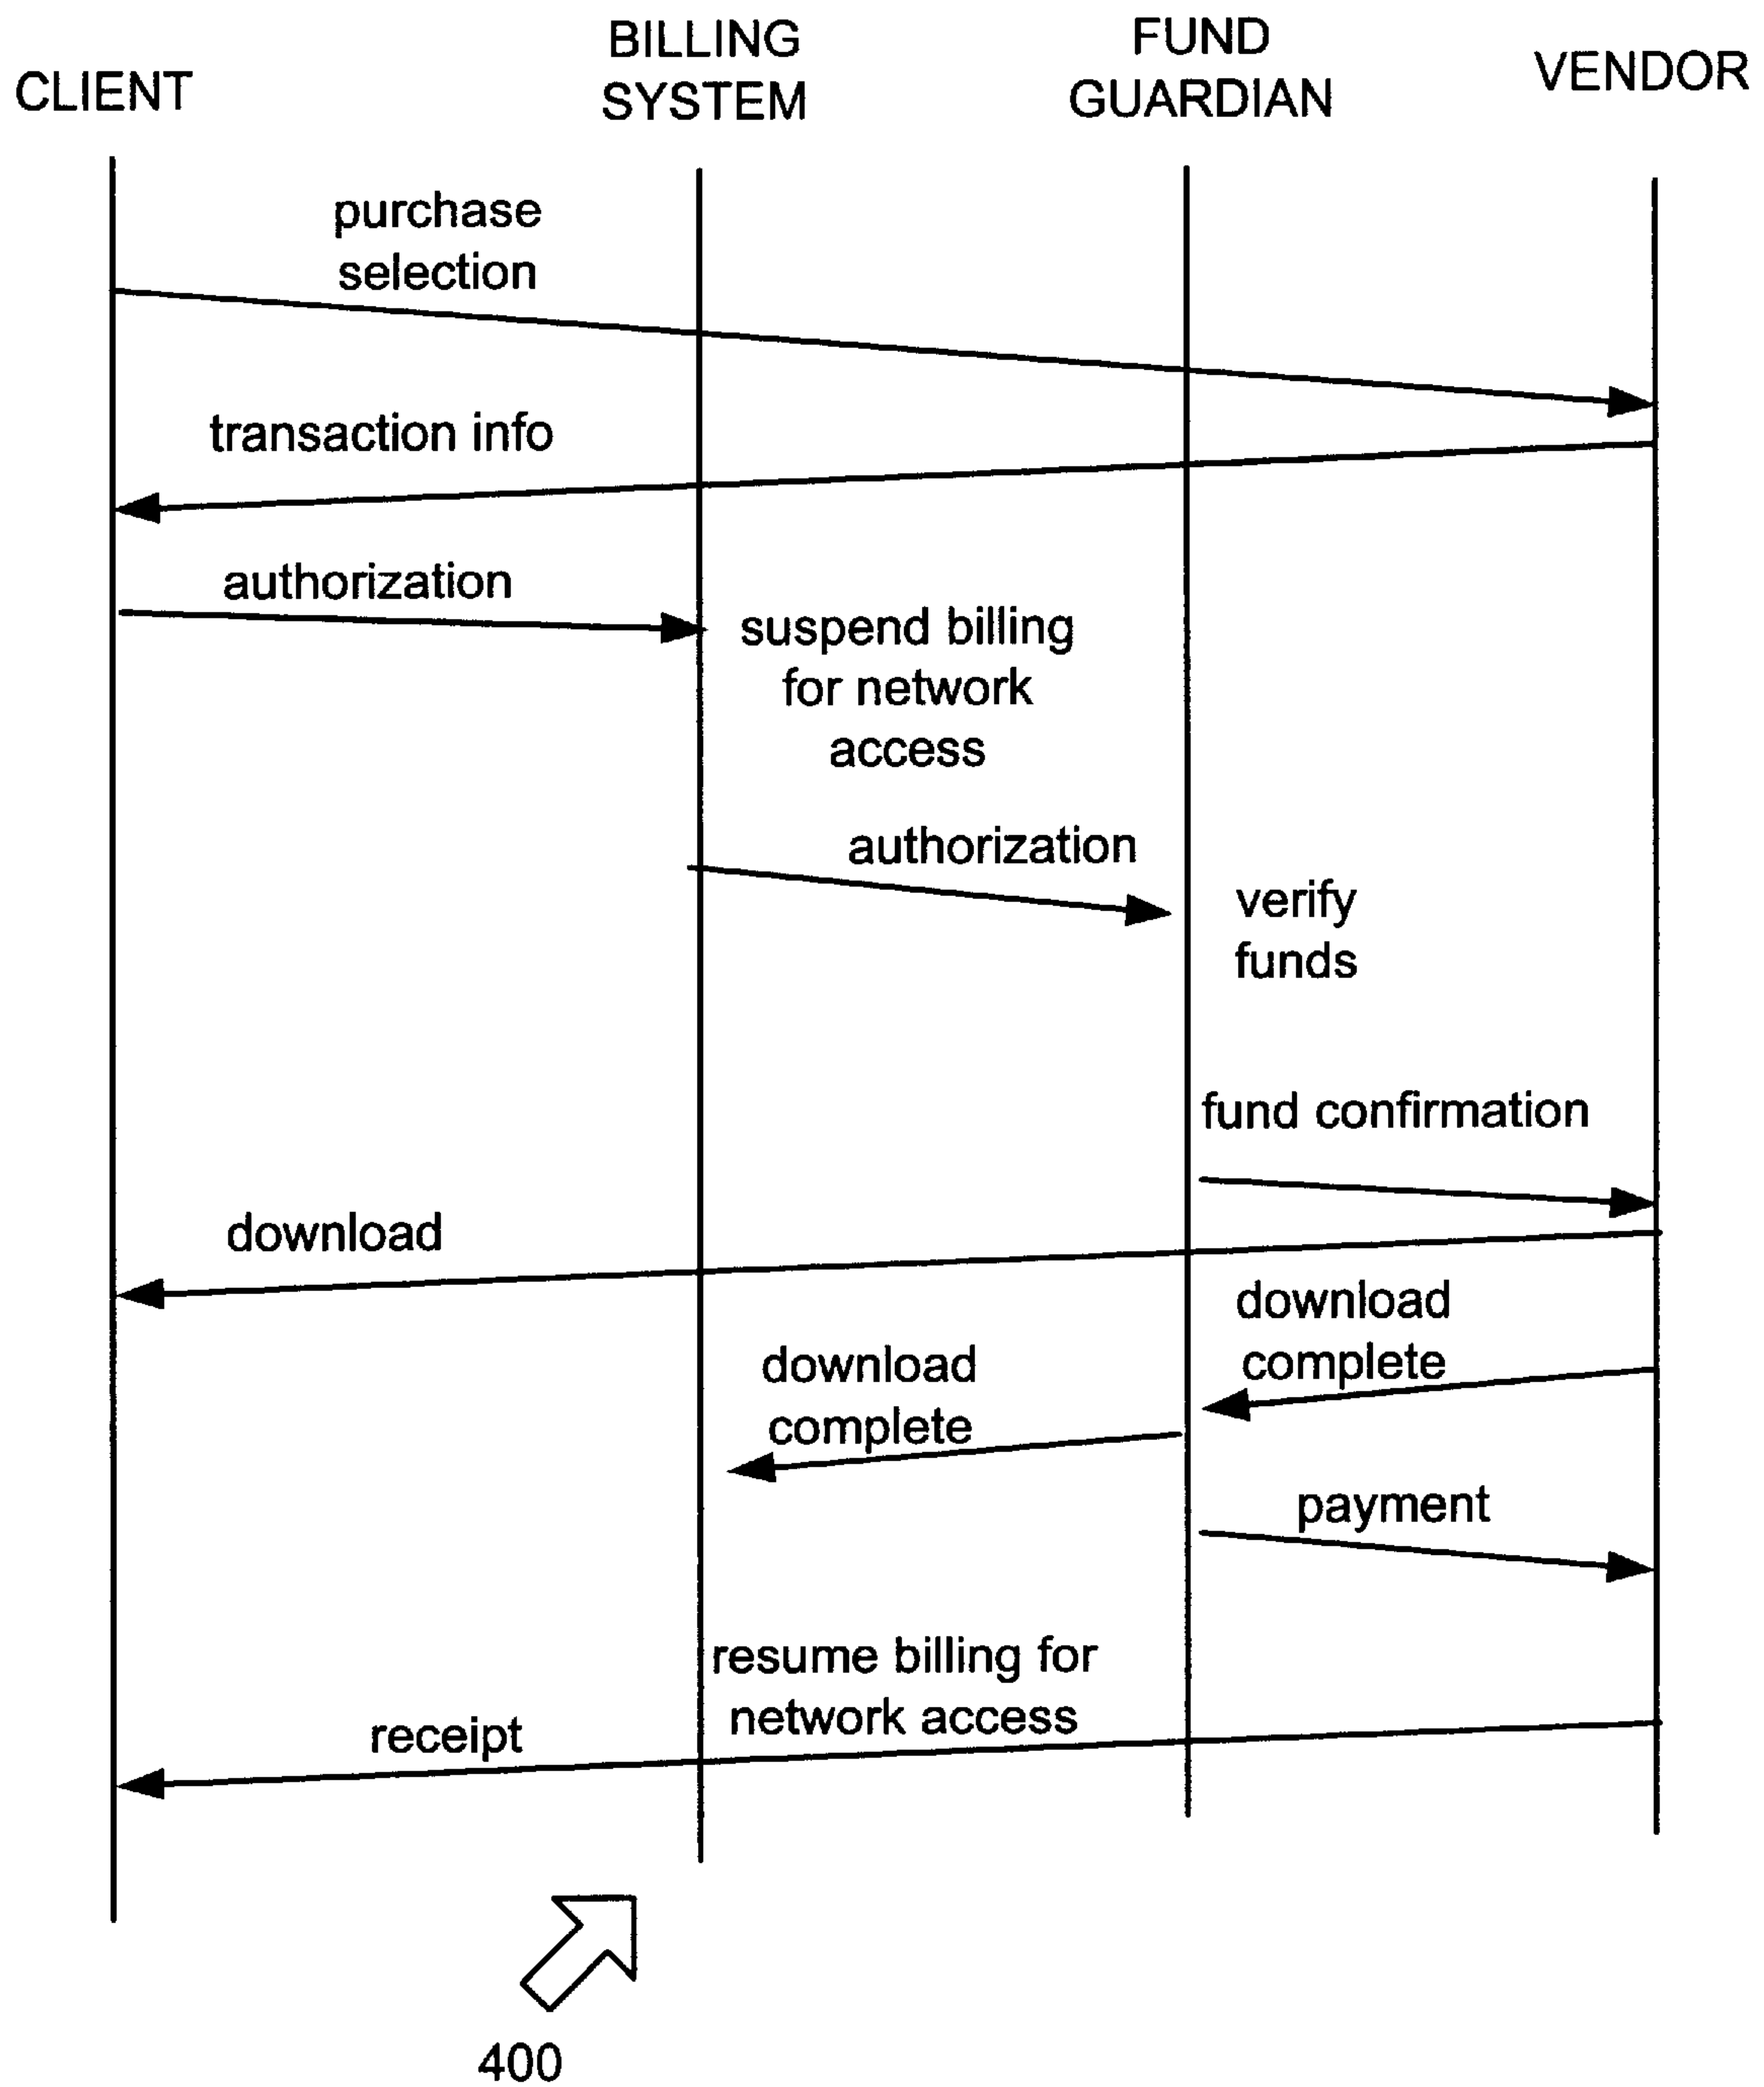 CLIENT
BILLING
SYSTEM
FUND
GUARDIAN
VENDOR
purchase
selection
transaction info
authorization
suspend billing
for network
access
authorization
verify
funds
fund confirmation
download
download
complete
download
complete
payment
resume billing for
network access
receipt
400